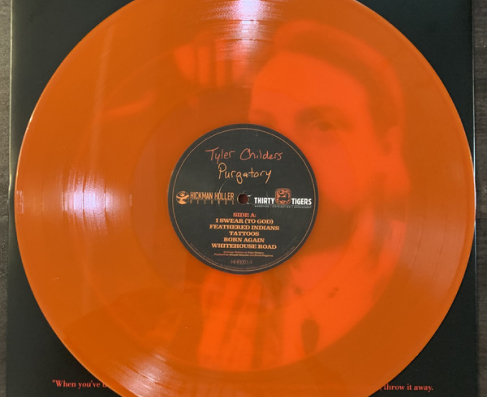 Tyler Childers
Purgatory
HICKMAN HOLLER
RECORDS
THIRTY TIGERS
SIDE A:
I SWEAR (TO GOD)
FEATHERED INDIANS
TATTOOS
BORN AGAIN
WHITEHOUSE ROAD
"When you've
throw it away.